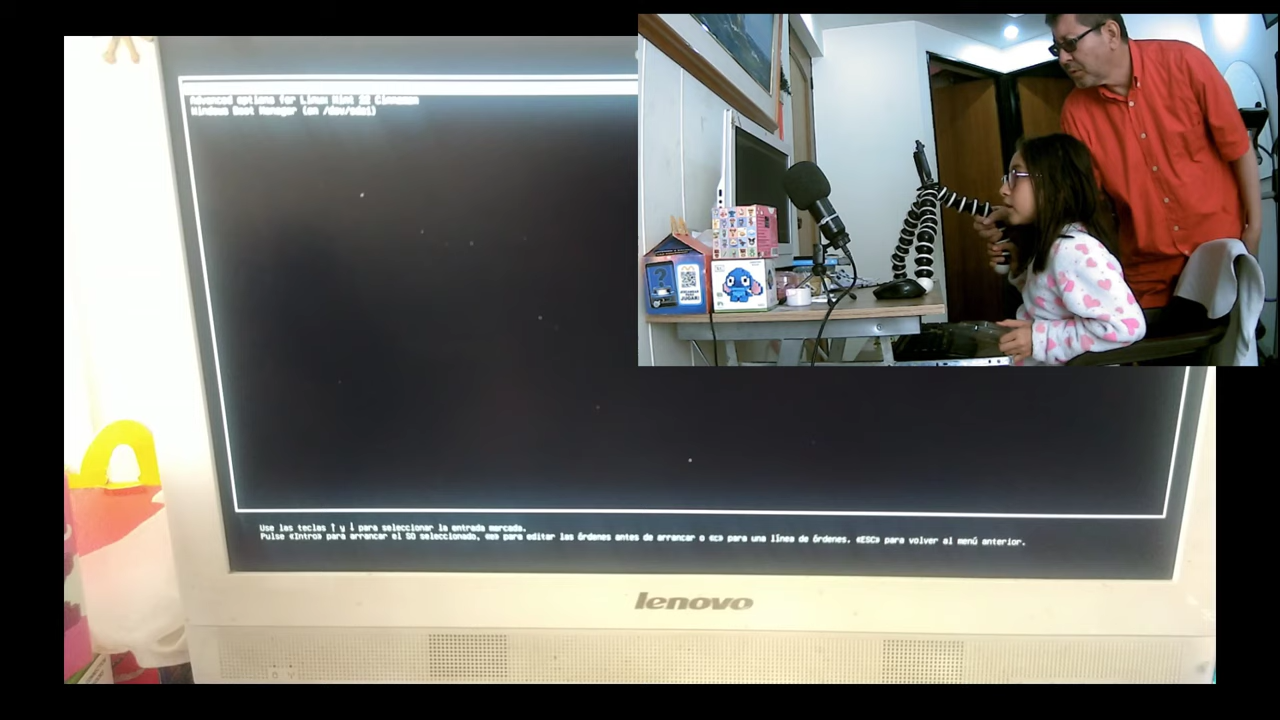 Advanced options for Linux Mint 22 Cinnamon
Windows Boot Manager (on /dev/sda1)
Use las teclas ↑ y ↓ para seleccionar la entrada marcada.
Pulse «Intro» para arrancar el SO seleccionado, «e» para editar las órdenes antes de arrancar o «c» para una línea de órdenes. «ESC» para volver al menú anterior.
lenovo
?
JUGAR!